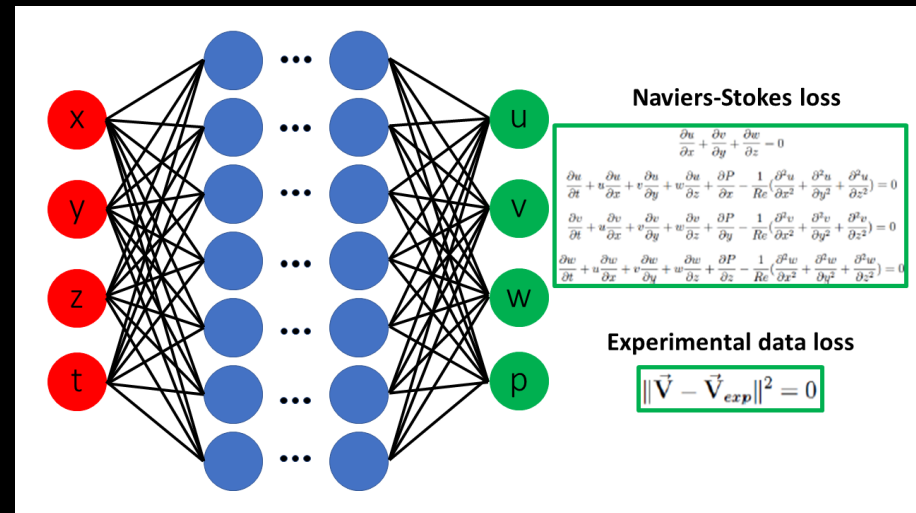 x
y
z
t
...
...
...
...
...
...
...
u
v
w
p
Naviers-Stokes loss
∂u/∂x + ∂v/∂y + ∂w/∂z = 0
∂u/∂t + u ∂u/∂x + v ∂u/∂y + w ∂u/∂z + ∂P/∂x − 1/Re (∂²u/∂x² + ∂²u/∂y² + ∂²u/∂z²) = 0
∂v/∂t + u ∂v/∂x + v ∂v/∂y + w ∂v/∂z + ∂P/∂y − 1/Re (∂²v/∂x² + ∂²v/∂y² + ∂²v/∂z²) = 0
∂w/∂t + u ∂w/∂x + v ∂w/∂y + w ∂w/∂z + ∂P/∂z − 1/Re (∂²w/∂x² + ∂²w/∂y² + ∂²w/∂z²) = 0
Experimental data loss
‖V⃗ − V⃗exp‖² = 0